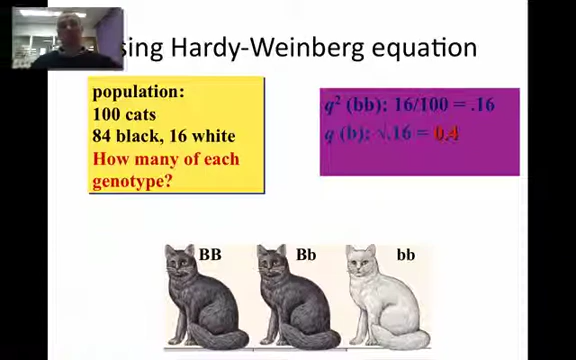 sing Hardy-Weinberg equation
population:
100 cats
84 black, 16 white
How many of each
genotype?
q² (bb): 16/100 = .16
q (b): √.16 = 0.4
BB
Bb
bb